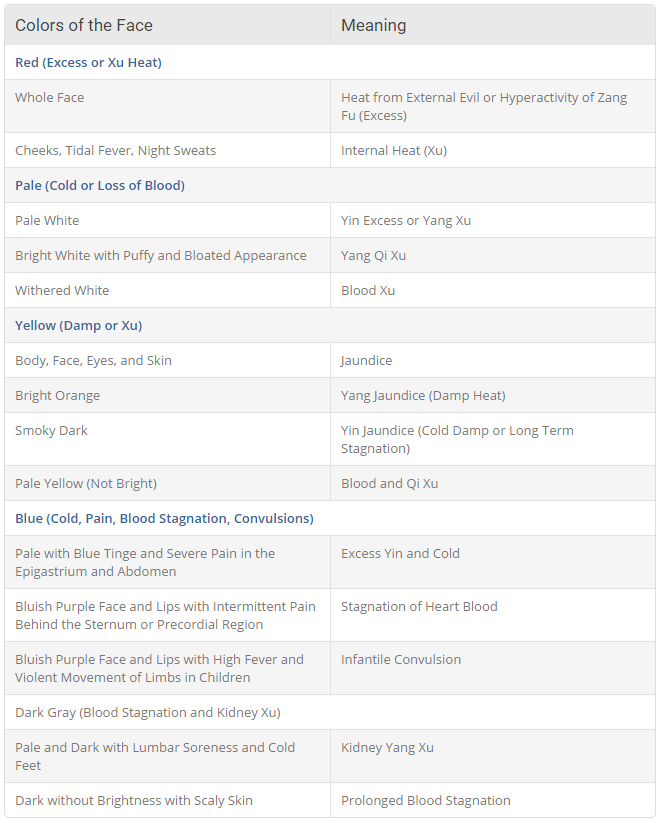 Colors of the Face
Meaning
Red (Excess or Xu Heat)
Whole Face
Heat from External Evil or Hyperactivity of Zang
Fu (Excess)
Cheeks, Tidal Fever, Night Sweats
Internal Heat (Xu)
Pale (Cold or Loss of Blood)
Pale White
Yin Excess or Yang Xu
Bright White with Puffy and Bloated Appearance
Yang Qi Xu
Withered White
Blood Xu
Yellow (Damp or Xu)
Body, Face, Eyes, and Skin
Jaundice
Bright Orange
Yang Jaundice (Damp Heat)
Smoky Dark
Yin Jaundice (Cold Damp or Long Term
Stagnation)
Pale Yellow (Not Bright)
Blood and Qi Xu
Blue (Cold, Pain, Blood Stagnation, Convulsions)
Pale with Blue Tinge and Severe Pain in the
Epigastrium and Abdomen
Excess Yin and Cold
Bluish Purple Face and Lips with Intermittent Pain
Behind the Sternum or Precordial Region
Stagnation of Heart Blood
Bluish Purple Face and Lips with High Fever and
Violent Movement of Limbs in Children
Infantile Convulsion
Dark Gray (Blood Stagnation and Kidney Xu)
Pale and Dark with Lumbar Soreness and Cold
Feet
Kidney Yang Xu
Dark without Brightness with Scaly Skin
Prolonged Blood Stagnation